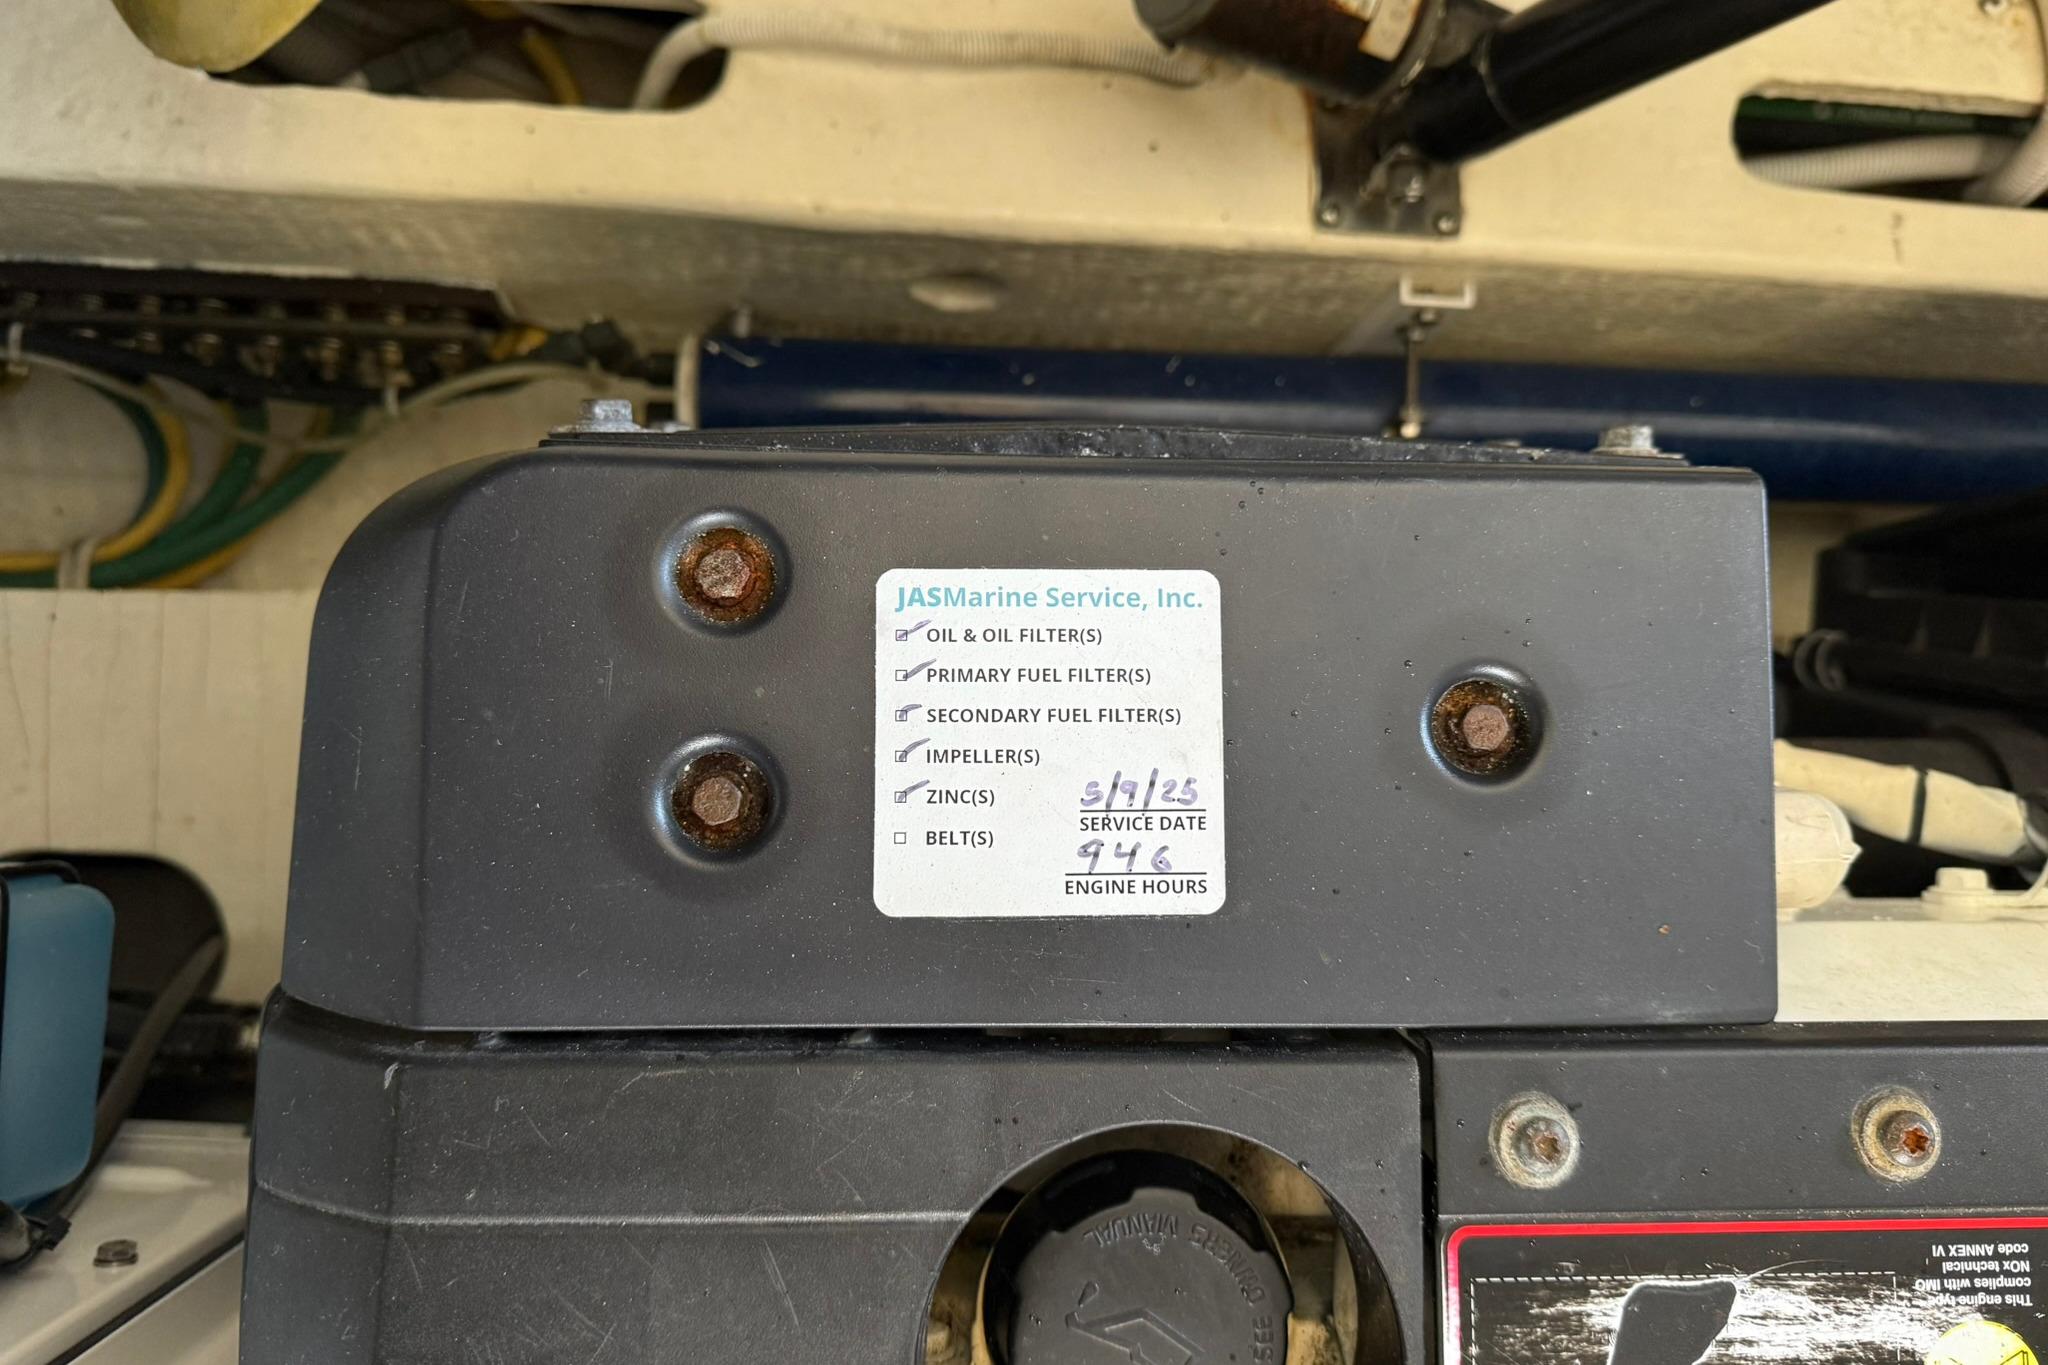 JASMarine Service, Inc.
OIL & OIL FILTER(S)
PRIMARY FUEL FILTER(S)
SECONDARY FUEL FILTER(S)
IMPELLER(S)
ZINC(S)
BELT(S)
5/9/25
SERVICE DATE
946
ENGINE HOURS
SEE OWNERS MANUAL
This engine type
complies with IMO
NOx technical
code ANNEX VI